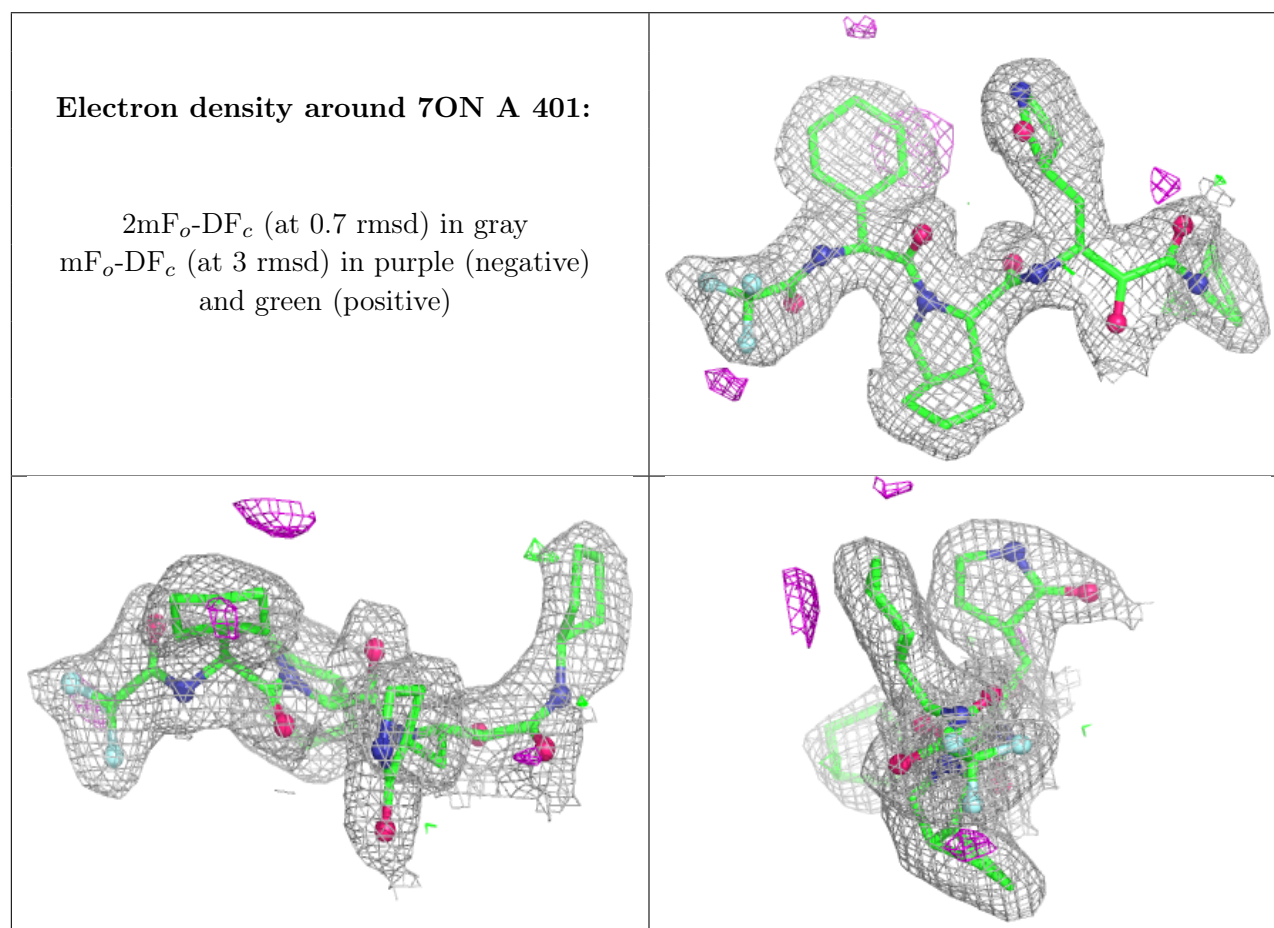 Electron density around 7ON A 401:
2mFo-DFc (at 0.7 rmsd) in gray
mFo-DFc (at 3 rmsd) in purple (negative)
and green (positive)